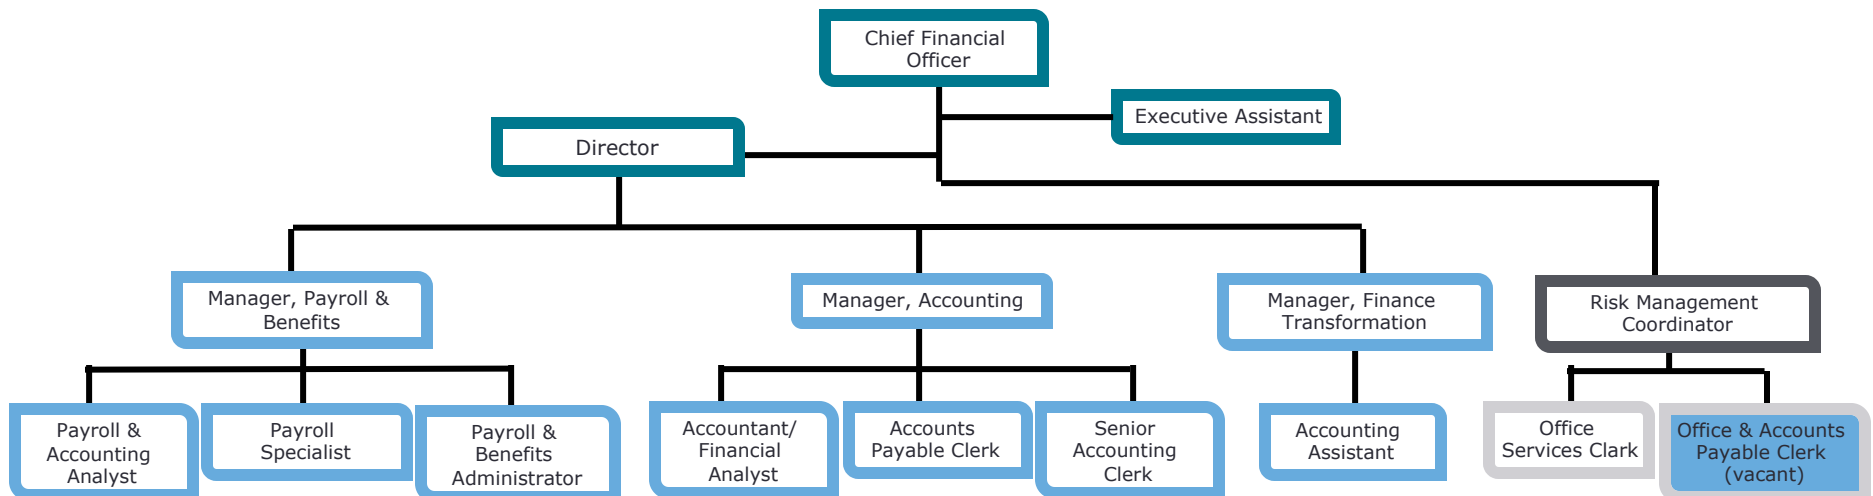 Chief Financial
Officer
Executive Assistant
Director
Manager, Payroll &
Benefits
Manager, Accounting
Manager, Finance
Transformation
Risk Management
Coordinator
Payroll &
Accounting
Analyst
Payroll
Specialist
Payroll &
Benefits
Administrator
Accountant/
Financial
Analyst
Accounts
Payable Clerk
Senior
Accounting
Clerk
Accounting
Assistant
Office
Services Clark
Office & Accounts
Payable Clerk
(vacant)